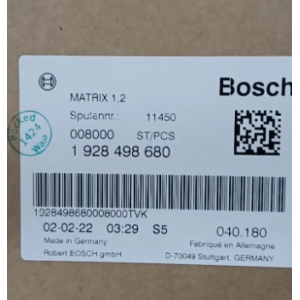 Bosch
MATRIX 1,2
Spulennr.: 11450
008000 ST/PCS
1 928 498 680
1424
1928498680008000TVK
02-02-22 03:29 S5 040.180
Made in Germany Fabriqué en Allemagne
Robert BOSCH gmbH D-70049 Stuttgart, GERMANY